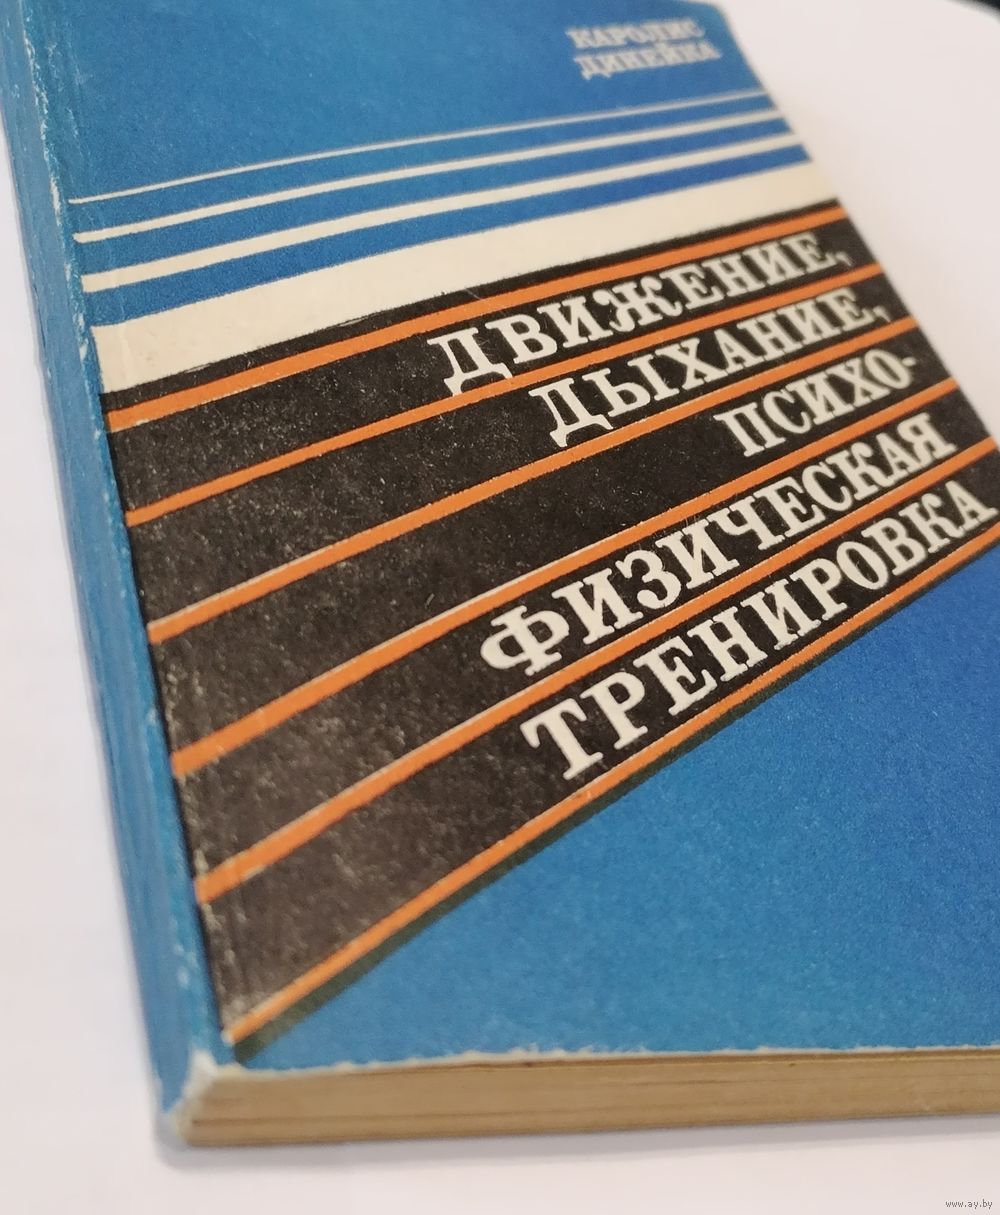 КАРОЛИС
ДИНЕЙКА
ДВИЖЕНИЕ,
ДЫХАНИЕ,
ПСИХО-
ФИЗИЧЕСКАЯ
ТРЕНИРОВКА
www.ay.by